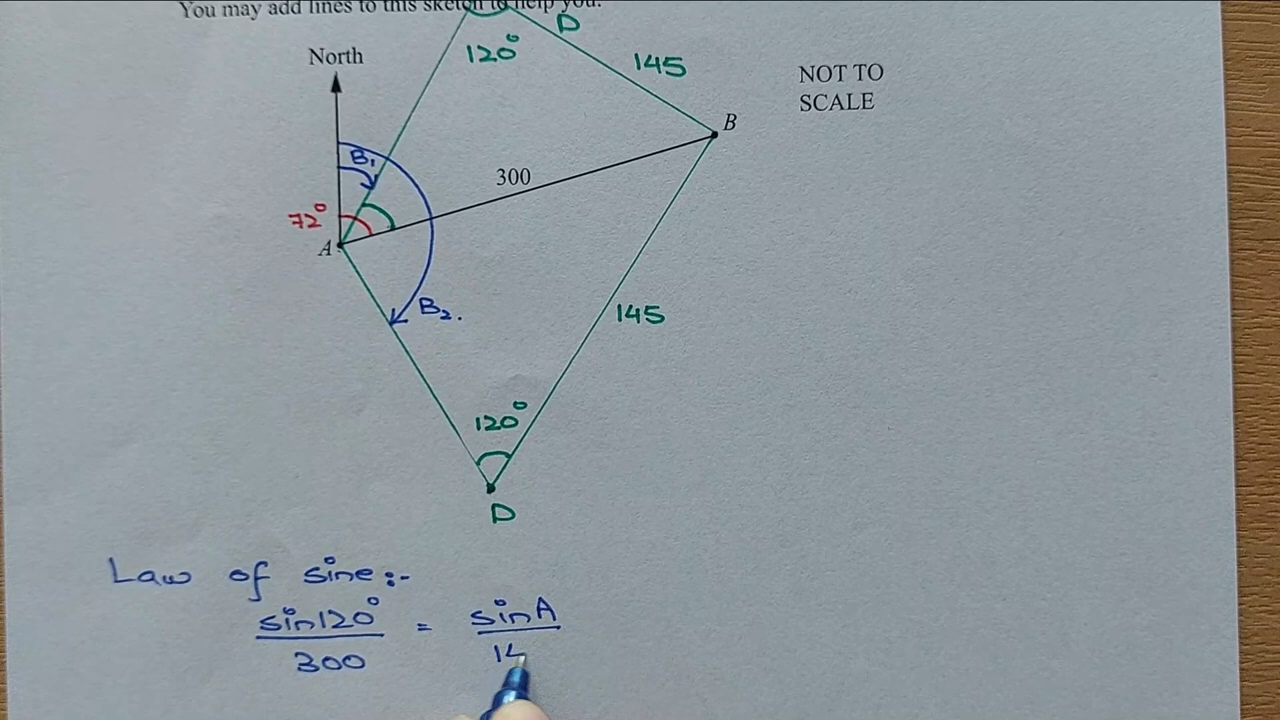 You may add lines to this sketch to help you.
D
120°
145
North
NOT TO
SCALE
B
B₁
300
72°
A
B₂.
145
120°
D
Law of sine:-
sin120° = sinA
300 14